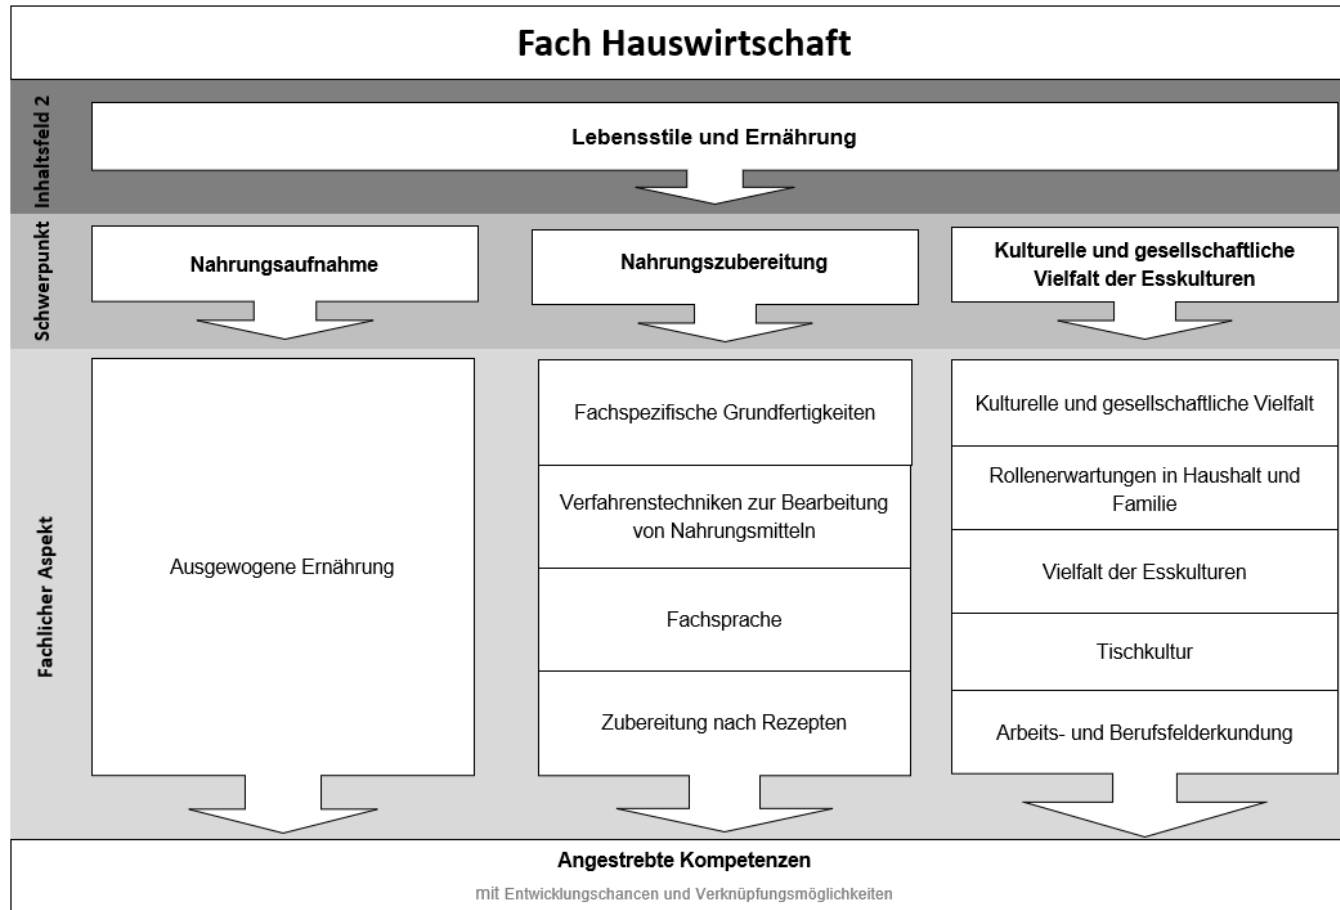 Fach Hauswirtschaft
Inhaltsfeld 2
Lebensstile und Ernährung
Schwerpunkt
Nahrungsaufnahme
Nahrungszubereitung
Kulturelle und gesellschaftliche
Vielfalt der Esskulturen
Fachlicher Aspekt
Ausgewogene Ernährung
Fachspezifische Grundfertigkeiten
Verfahrenstechniken zur Bearbeitung
von Nahrungsmitteln
Fachsprache
Zubereitung nach Rezepten
Kulturelle und gesellschaftliche Vielfalt
Rollenerwartungen in Haushalt und
Familie
Vielfalt der Esskulturen
Tischkultur
Arbeits- und Berufsfelderkundung
Angestrebte Kompetenzen
mit Entwicklungschancen und Verknüpfungsmöglichkeiten